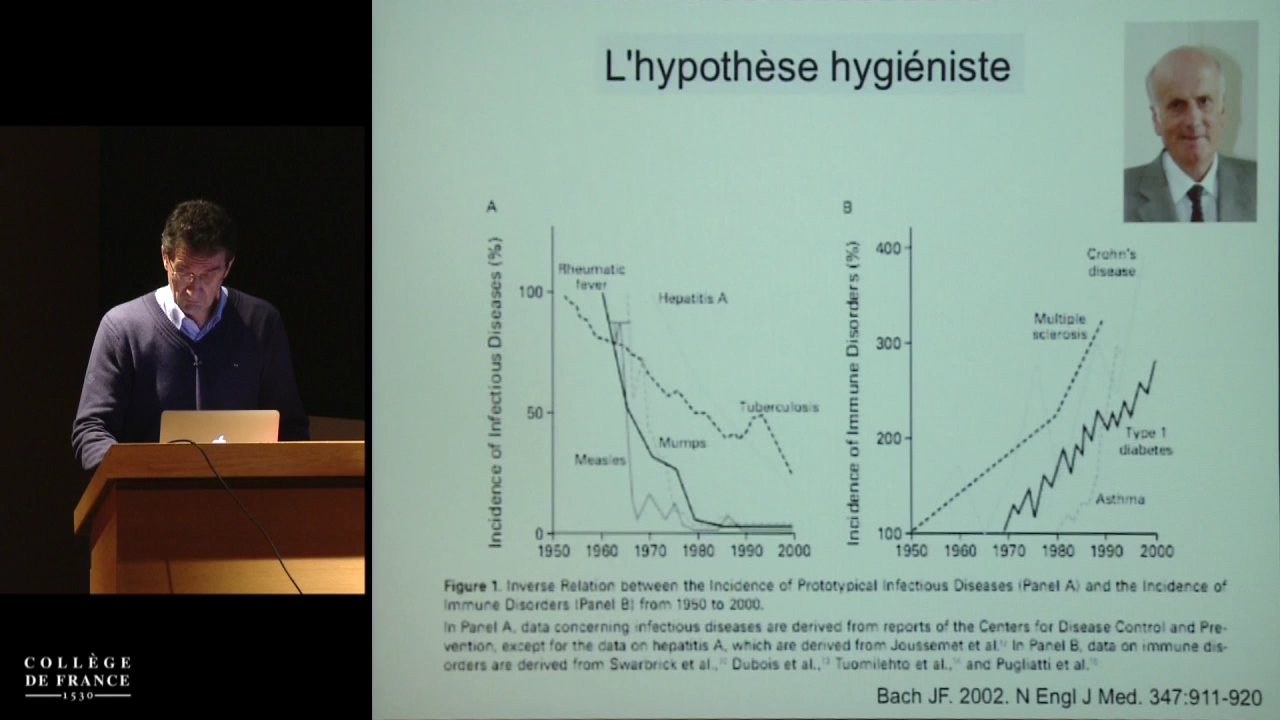 L'hypothèse hygiéniste
A
Incidence of Infectious Diseases (%)
100
50
0
Rheumatic
fever
Hepatitis A
Tuberculosis
Mumps
Measles
1950 1960 1970 1980 1990 2000
B
Incidence of Immune Disorders (%)
400
300
200
100
Crohn's
disease
Multiple
sclerosis
Type 1
diabetes
Asthma
1950 1960 1970 1980 1990 2000
Figure 1. Inverse Relation between the Incidence of Prototypical Infectious Diseases (Panel A) and the Incidence of
Immune Disorders (Panel B) from 1950 to 2000.
In Panel A, data concerning infectious diseases are derived from reports of the Centers for Disease Control and Pre-
vention, except for the data on hepatitis A, which are derived from Joussemet et al. In Panel B, data on immune dis-
orders are derived from Swarbrick et al., Dubois et al., Tuomilehto et al., and Pugliatti et al.
Bach JF. 2002. N Engl J Med. 347:911-920
COLLÈGE
DE FRANCE
1530